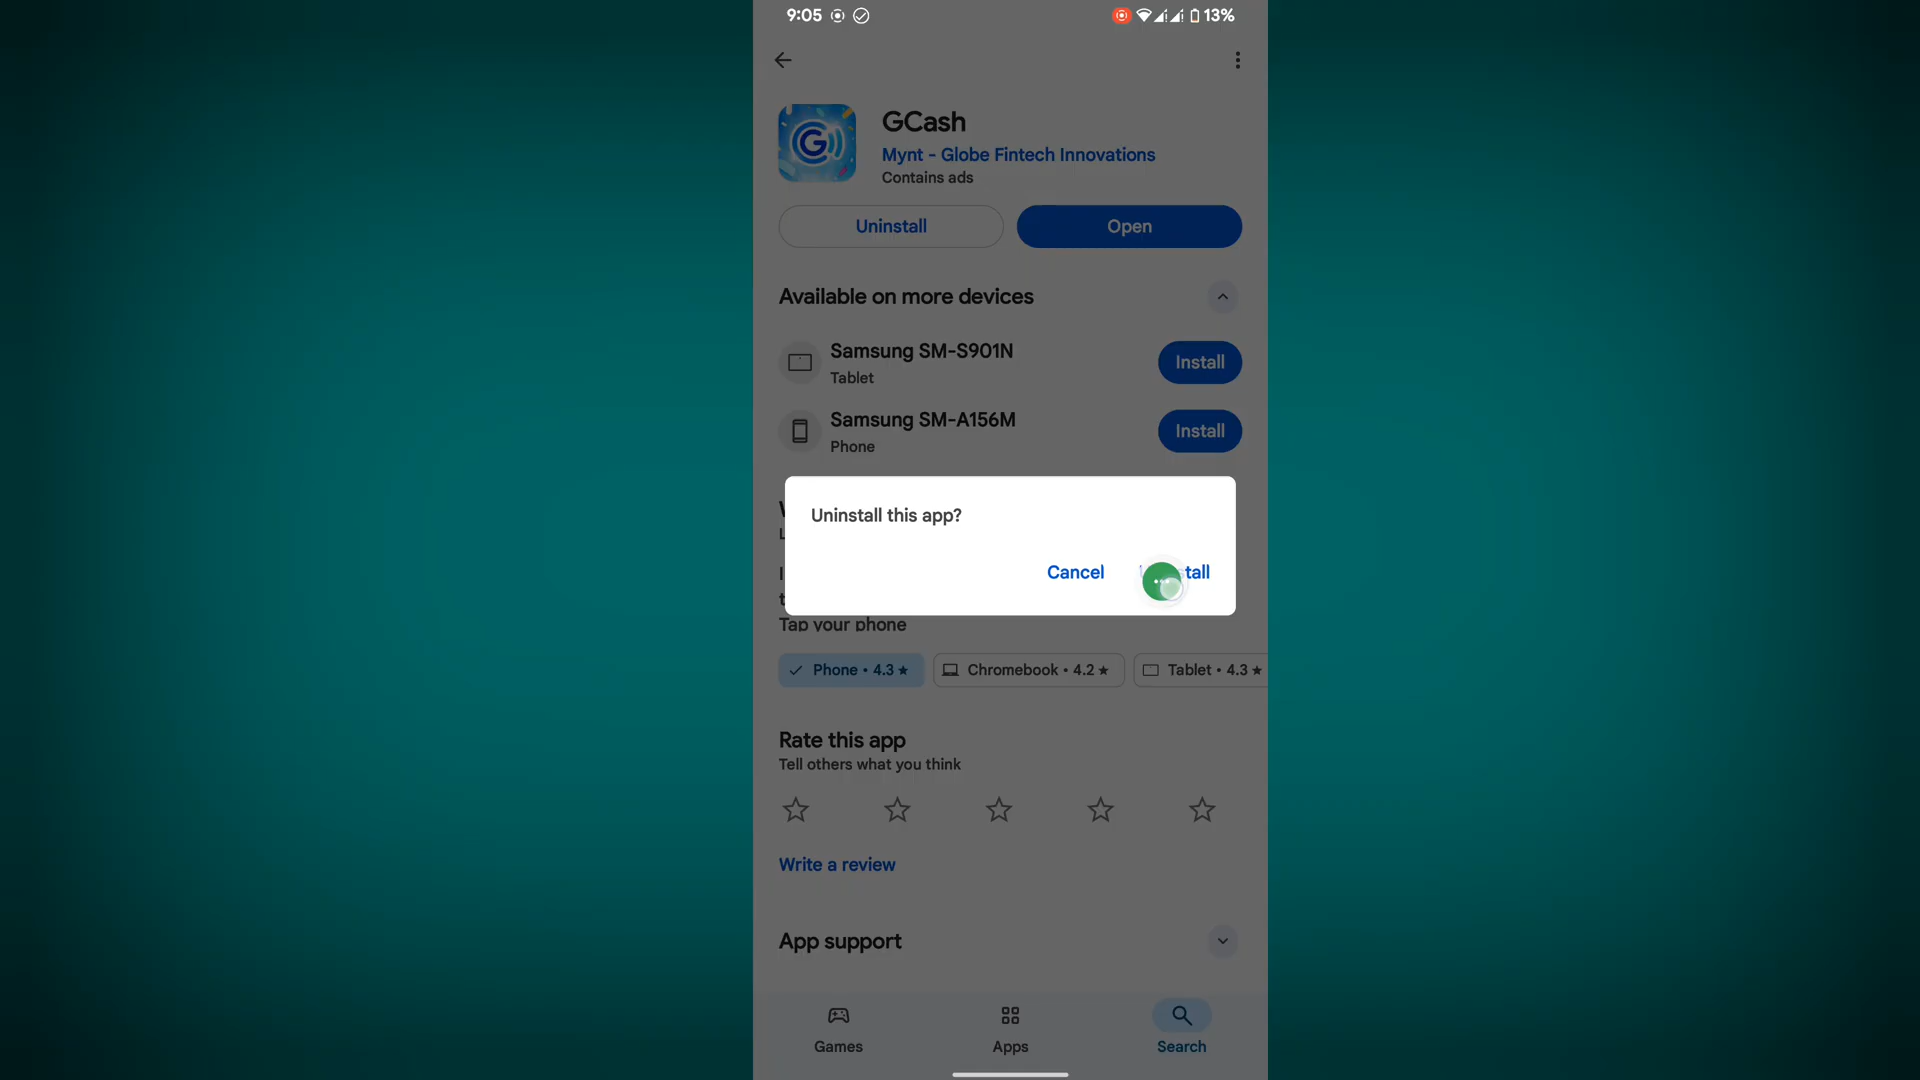 9:05
13%
GCash
Mynt - Globe Fintech Innovations
Contains ads
Uninstall
Open
Available on more devices
Samsung SM-S901N
Tablet
Install
Samsung SM-A156M
Phone
Install
Uninstall this app?
Cancel
Tap your phone
Phone • 4.3 ★
Chromebook • 4.2 ★
Tablet • 4.3 ★
Rate this app
Tell others what you think
Write a review
App support
Games
Apps
Search